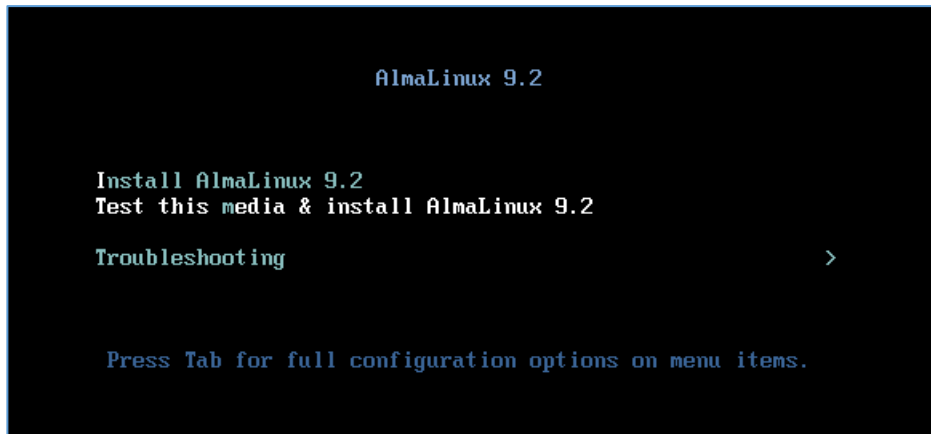 AlmaLinux 9.2
Install AlmaLinux 9.2
Test this media & install AlmaLinux 9.2
Troubleshooting >
Press Tab for full configuration options on menu items.